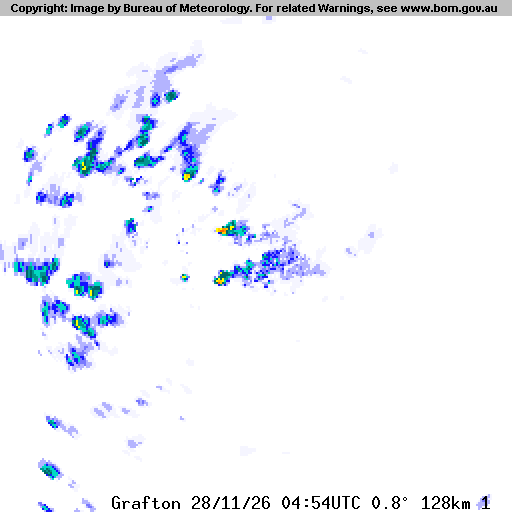 Copyright: Image by Bureau of Meteorology. For related Warnings, see www.bom.gov.au
Grafton 28/11/26 04:54UTC 0.8° 128km 1